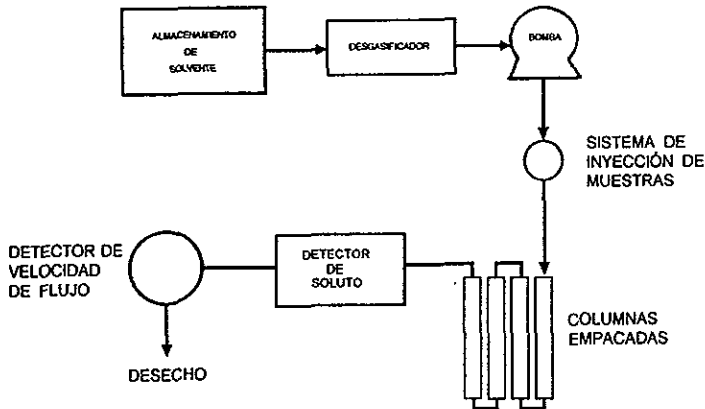 ALMACENAMIENTO
DE
SOLVENTE
DESGASIFICADOR
BOMBA
SISTEMA DE
INYECCIÓN DE
MUESTRAS
DETECTOR DE
VELOCIDAD
DE FLUJO
DETECTOR
DE
SOLUTO
COLUMNAS
EMPACADAS
DESECHO